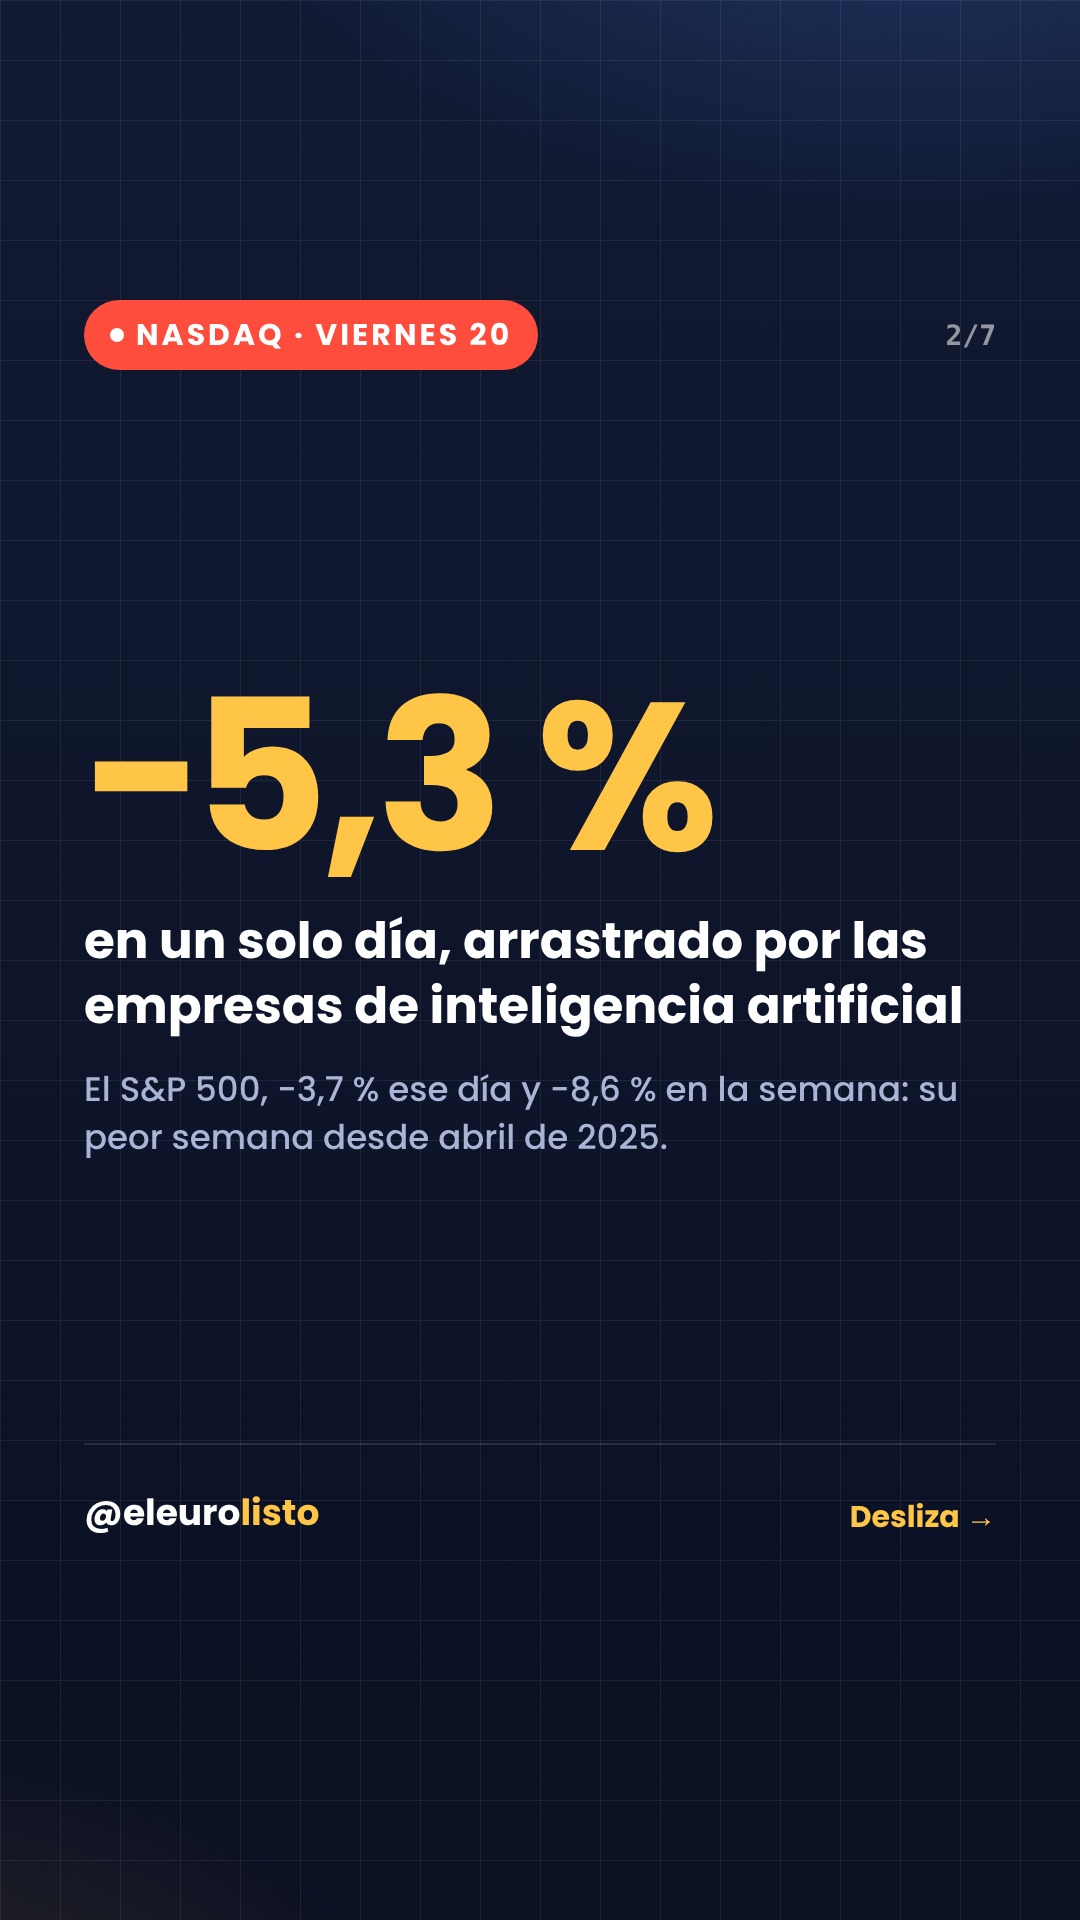 NASDAQ · VIERNES 20
2/7
-5,3 %
en un solo día, arrastrado por las
empresas de inteligencia artificial
El S&P 500, -3,7 % ese día y -8,6 % en la semana: su
peor semana desde abril de 2025.
@eleurolisto
Desliza →